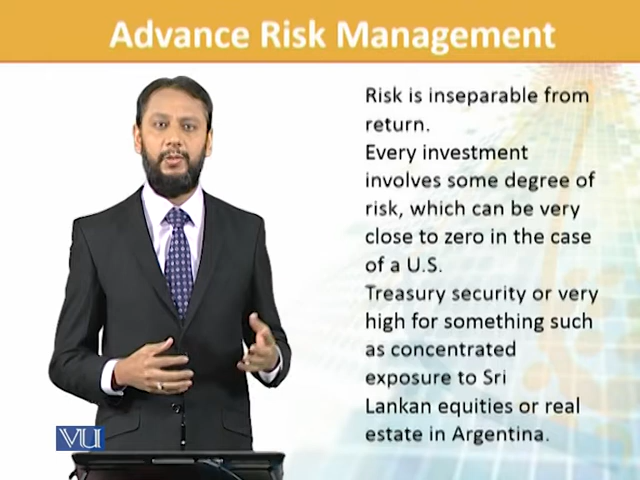 Advance Risk Management
Risk is inseparable from
return.
Every investment
involves some degree of
risk, which can be very
close to zero in the case
of a U.S.
Treasury security or very
high for something such
as concentrated
exposure to Sri
Lankan equities or real
estate in Argentina.
VU